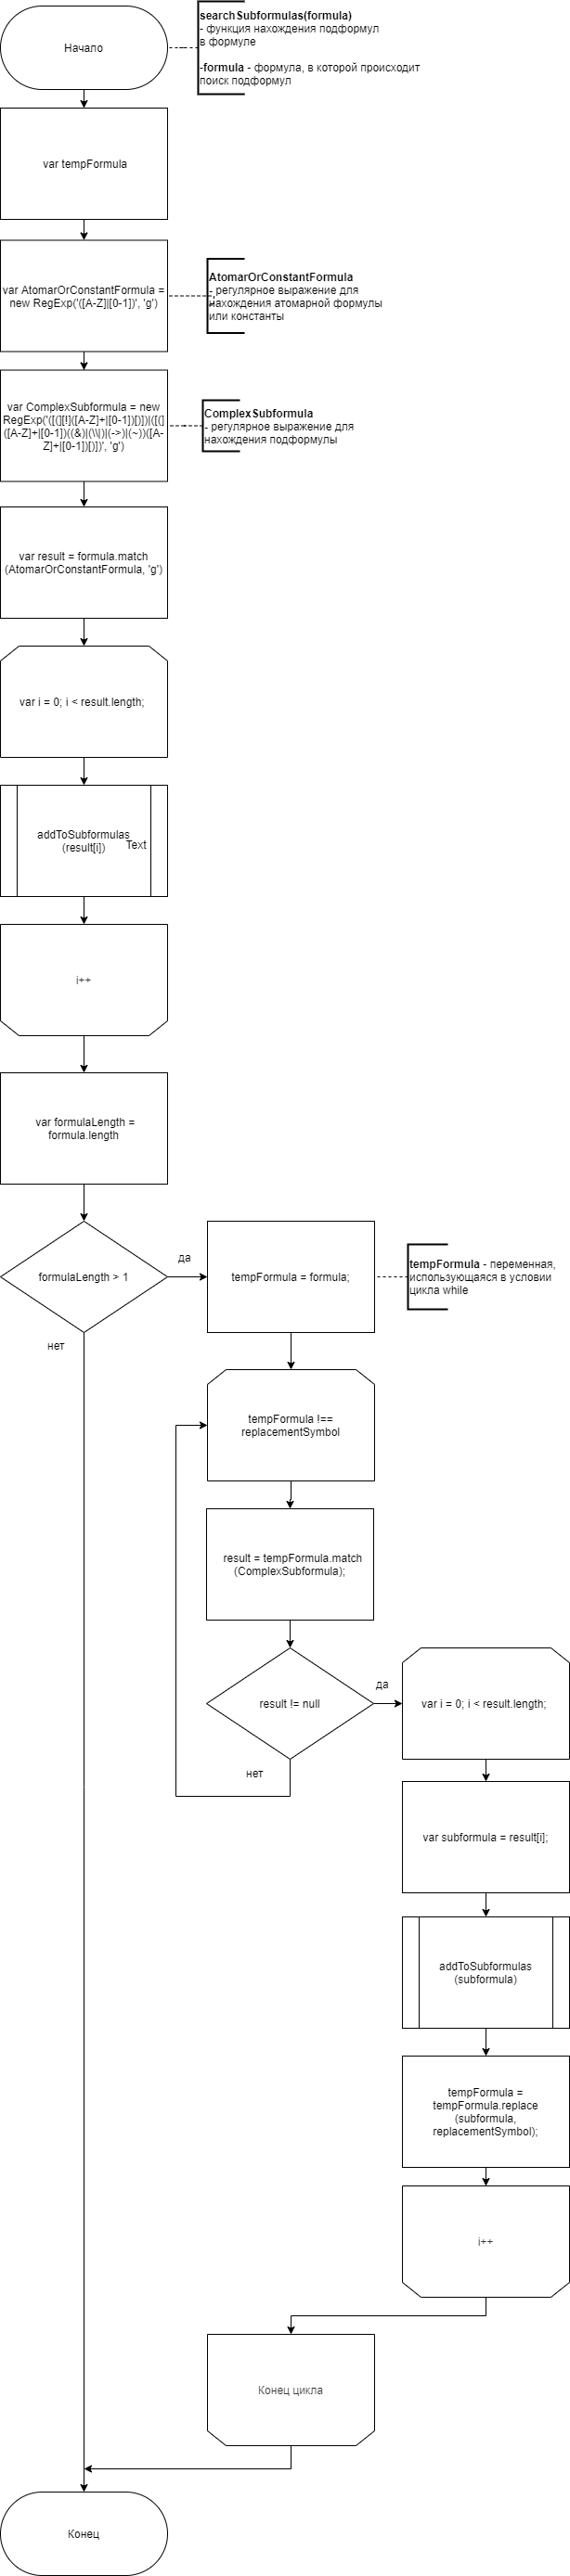 Начало
searchSubformulas(formula)
- функция нахождения подформул
в формуле
-formula - формула, в которой происходит
поиск подформул
var tempFormula
var AtomarOrConstantFormula =
new RegExp('([A-Z]|[0-1])', 'g')
AtomarOrConstantFormula
- регулярное выражение для
нахождения атомарной формулы
или константы
var ComplexSubformula = new
RegExp('([(][!]([A-Z]+|[0-1])[)])|([(]
([A-Z]+|[0-1])((&)|(\\|)|(->)|(~))([A-
Z]+|[0-1])[)])', 'g')
ComplexSubformula
- регулярное выражение для
нахождения подформулы
var result = formula.match
(AtomarOrConstantFormula, 'g')
var i = 0; i < result.length;
addToSubformulas
(result[i])
Text
i++
var formulaLength =
formula.length
formulaLength > 1
да
нет
tempFormula = formula;
tempFormula - переменная,
использующаяся в условии
цикла while
tempFormula !==
replacementSymbol
result = tempFormula.match
(ComplexSubformula);
result != null
да
нет
var i = 0; i < result.length;
var subformula = result[i];
addToSubformulas
(subformula)
tempFormula =
tempFormula.replace
(subformula,
replacementSymbol);
i++
Конец цикла
Конец